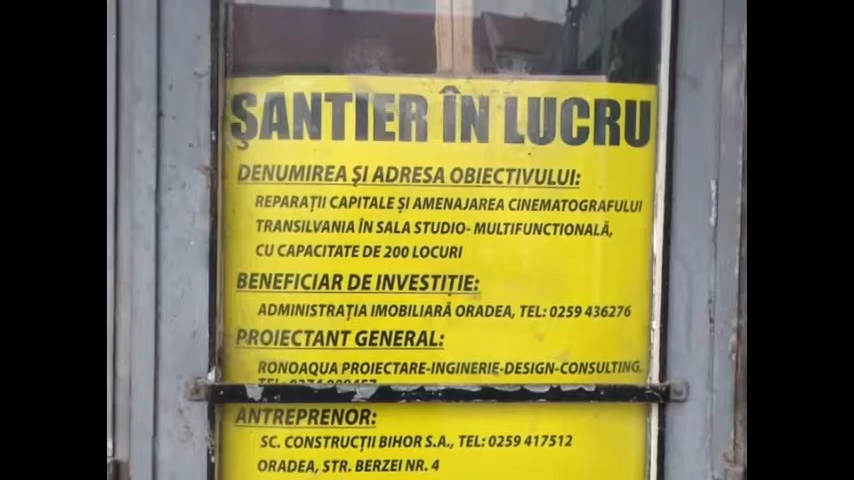 ŞANTIER ÎN LUCRU
DENUMIREA ŞI ADRESA OBIECTIVULUI:
REPARAŢII CAPITALE ŞI AMENAJAREA CINEMATOGRAFULUI
TRANSILVANIA ÎN SALA STUDIO- MULTIFUNCTIONALĂ,
CU CAPACITATE DE 200 LOCURI
BENEFICIAR DE INVESTIŢIE:
ADMINISTRAŢIA IMOBILIARĂ ORADEA, TEL: 0259 436276
PROIECTANT GENERAL:
RONOAQUA PROIECTARE-INGINERIE-DESIGN-CONSULTING
TEL:
ANTREPRENOR:
SC. CONSTRUCŢII BIHOR S.A., TEL: 0259 417512
ORADEA, STR. BERZEI NR. 4